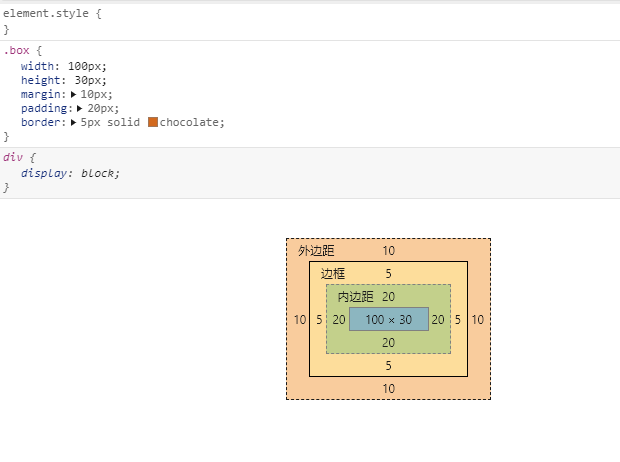 element.style {
}
.box {
width: 100px;
height: 30px;
margin: 10px;
padding: 20px;
border: 5px solid chocolate;
}
div {
display: block;
}
外边距 10
边框 5
内边距 20
10 5 20 100 × 30 20 5 10
20
5
10